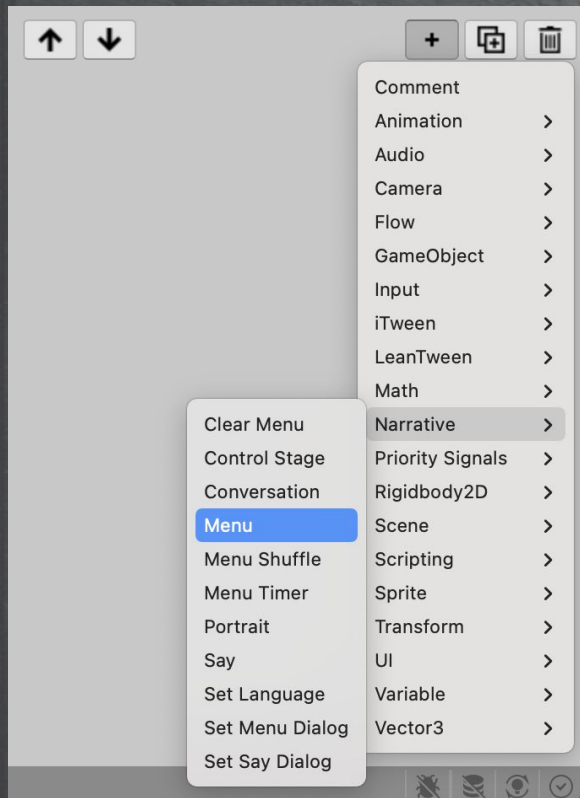 Comment
Animation
Audio
Camera
Flow
GameObject
Input
iTween
LeanTween
Math
Narrative
Priority Signals
Rigidbody2D
Scene
Scripting
Sprite
Transform
UI
Variable
Vector3
Clear Menu
Control Stage
Conversation
Menu
Menu Shuffle
Menu Timer
Portrait
Say
Set Language
Set Menu Dialog
Set Say Dialog